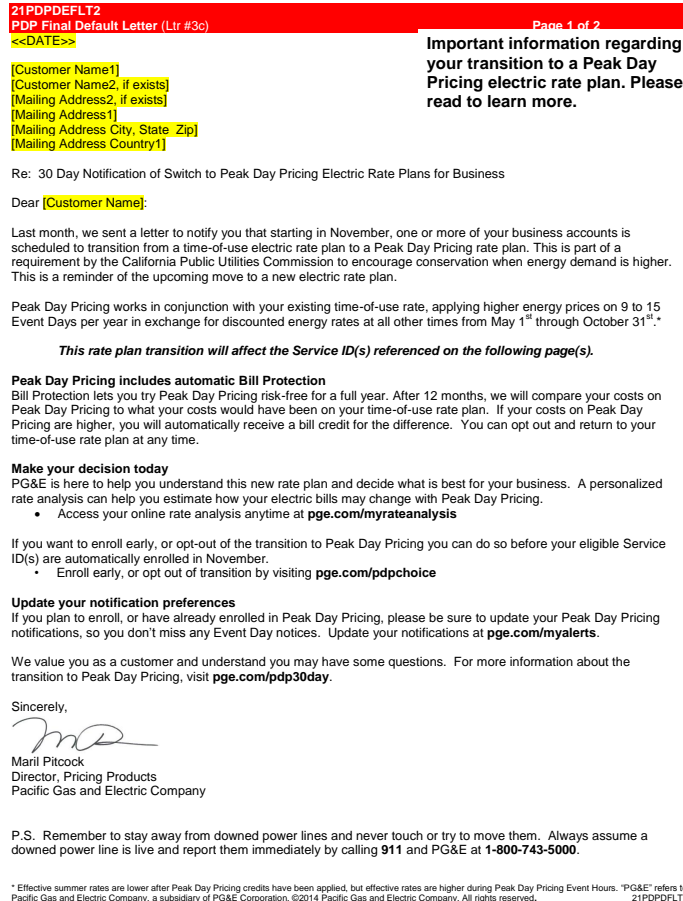 21PDPDEFLT2
PDP Final Default Letter (Ltr #3c) Page 1 of 2
<<DATE>>
Important information regarding
your transition to a Peak Day
Pricing electric rate plan. Please
read to learn more.
[Customer Name1]
[Customer Name2, if exists]
[Mailing Address2, if exists]
[Mailing Address1]
[Mailing Address City, State Zip]
[Mailing Address Country1]
Re: 30 Day Notification of Switch to Peak Day Pricing Electric Rate Plans for Business
Dear [Customer Name]:
Last month, we sent a letter to notify you that starting in November, one or more of your business accounts is
scheduled to transition from a time-of-use electric rate plan to a Peak Day Pricing rate plan. This is part of a
requirement by the California Public Utilities Commission to encourage conservation when energy demand is higher.
This is a reminder of the upcoming move to a new electric rate plan.
Peak Day Pricing works in conjunction with your existing time-of-use rate, applying higher energy prices on 9 to 15
Event Days per year in exchange for discounted energy rates at all other times from May 1st through October 31st.*
This rate plan transition will affect the Service ID(s) referenced on the following page(s).
Peak Day Pricing includes automatic Bill Protection
Bill Protection lets you try Peak Day Pricing risk-free for a full year. After 12 months, we will compare your costs on
Peak Day Pricing to what your costs would have been on your time-of-use rate plan. If your costs on Peak Day
Pricing are higher, you will automatically receive a bill credit for the difference. You can opt out and return to your
time-of-use rate plan at any time.
Make your decision today
PG&E is here to help you understand this new rate plan and decide what is best for your business. A personalized
rate analysis can help you estimate how your electric bills may change with Peak Day Pricing.
• Access your online rate analysis anytime at pge.com/myrateanalysis
If you want to enroll early, or opt-out of the transition to Peak Day Pricing you can do so before your eligible Service
ID(s) are automatically enrolled in November.
• Enroll early, or opt out of transition by visiting pge.com/pdpchoice
Update your notification preferences
If you plan to enroll, or have already enrolled in Peak Day Pricing, please be sure to update your Peak Day Pricing
notifications, so you don't miss any Event Day notices. Update your notifications at pge.com/myalerts.
We value you as a customer and understand you may have some questions. For more information about the
transition to Peak Day Pricing, visit pge.com/pdp30day.
Sincerely,
Maril Pitcock
Director, Pricing Products
Pacific Gas and Electric Company
P.S. Remember to stay away from downed power lines and never touch or try to move them. Always assume a
downed power line is live and report them immediately by calling 911 and PG&E at 1-800-743-5000.
* Effective summer rates are lower after Peak Day Pricing credits have been applied, but effective rates are higher during Peak Day Pricing Event Hours. "PG&E" refers t
Pacific Gas and Electric Company, a subsidiary of PG&E Corporation. ©2014 Pacific Gas and Electric Company. All rights reserved. 21PDPDFLT